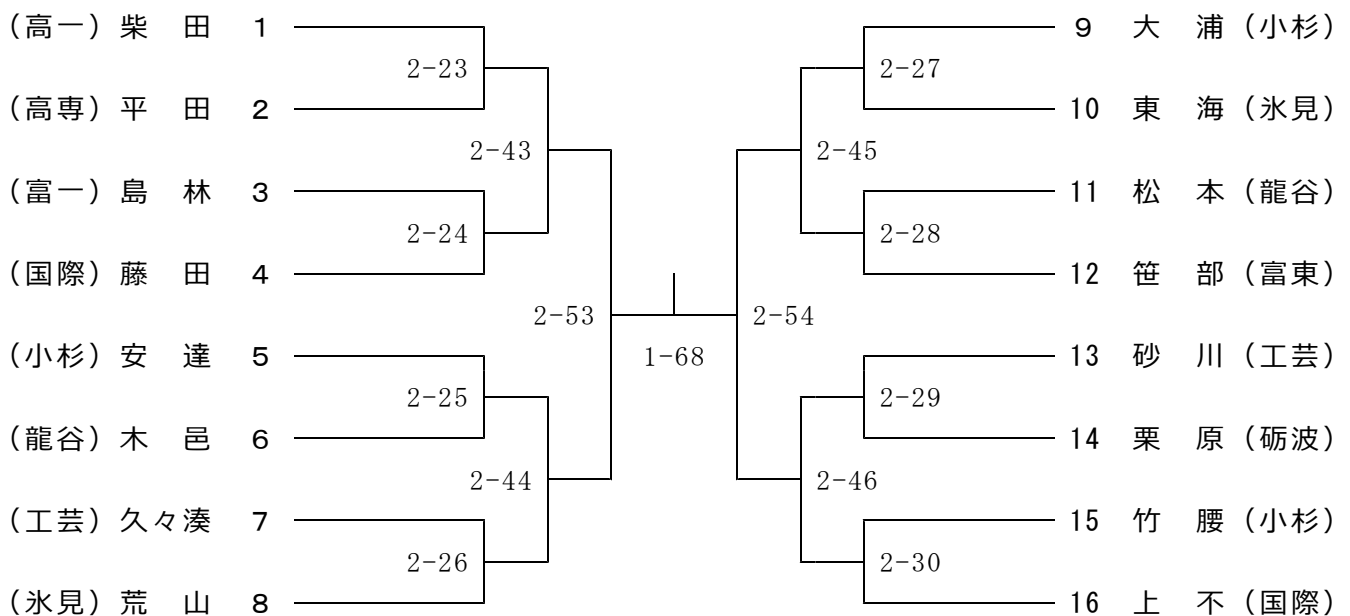 (高一) 柴 田 1
2-23
(高専) 平 田 2
2-43
(富一) 島 林 3
2-24
(国際) 藤 田 4
2-53
(小杉) 安 達 5
2-25
(龍谷) 木 邑 6
2-44
(工芸) 久々湊 7
2-26
(氷見) 荒 山 8
1-68
9 大 浦 (小杉)
2-27
10 東 海 (氷見)
2-45
11 松 本 (龍谷)
2-28
12 笹 部 (富東)
2-54
13 砂 川 (工芸)
2-29
14 栗 原 (砺波)
2-46
15 竹 腰 (小杉)
2-30
16 上 不 (国際)